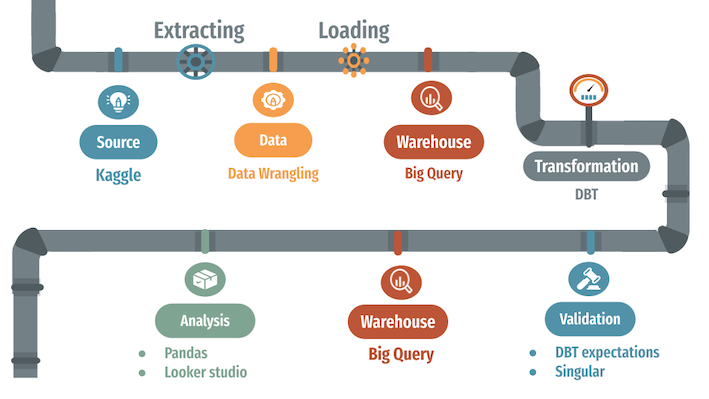 Extracting
Loading
Source
Data
Warehouse
Transformation
Kaggle
Data Wrangling
Big Query
DBT
Analysis
Warehouse
Validation
Pandas
Looker studio
Big Query
DBT expectations
Singular